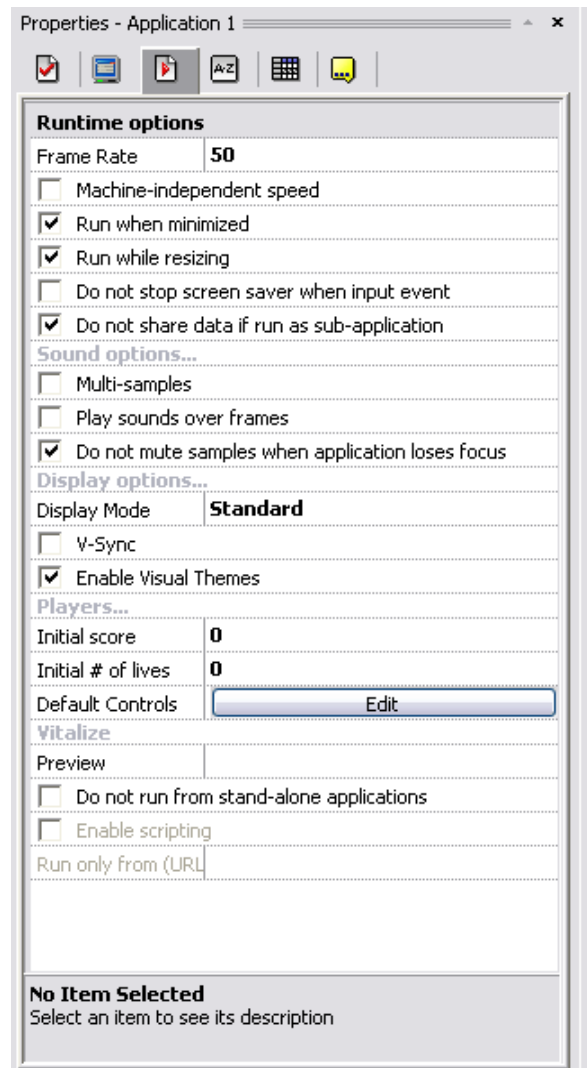 Properties - Application 1
A-Z
Runtime options
Frame Rate 50
Machine-independent speed
Run when minimized
Run while resizing
Do not stop screen saver when input event
Do not share data if run as sub-application
Sound options...
Multi-samples
Play sounds over frames
Do not mute samples when application loses focus
Display options...
Display Mode Standard
V-Sync
Enable Visual Themes
Players...
Initial score 0
Initial # of lives 0
Default Controls Edit
Vitalize
Preview
Do not run from stand-alone applications
Enable scripting
Run only from (URL
No Item Selected
Select an item to see its description